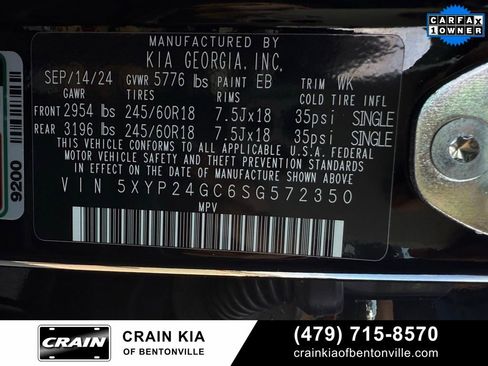 CARFAX
1 OWNER
MANUFACTURED BY
KIA GEORGIA, INC.
SEP/14/24 GVWR 5776 lbs PAINT EB TRIM WK
GAWR TIRES RIMS COLD TIRE INFL
FRONT 2954 lbs 245/60R18 7.5Jx18 35psi SINGLE
REAR 3196 lbs 245/60R18 7.5Jx18 35psi SINGLE
THIS VEHICLE CONFORMS TO ALL APPLICABLE U.S.A. FEDERAL
MOTOR VEHICLE SAFETY, BUMPER, AND THEFT PREVENTION STANDARDS
IN EFFECT ON THE DATE OF MANUFACTURE SHOWN ABOVE.
VIN 5XYP24GC6SG572350
MPV
9200
CRAIN
CRAIN KIA
OF BENTONVILLE
(479) 715-8570
crainkiaofbentonville.com